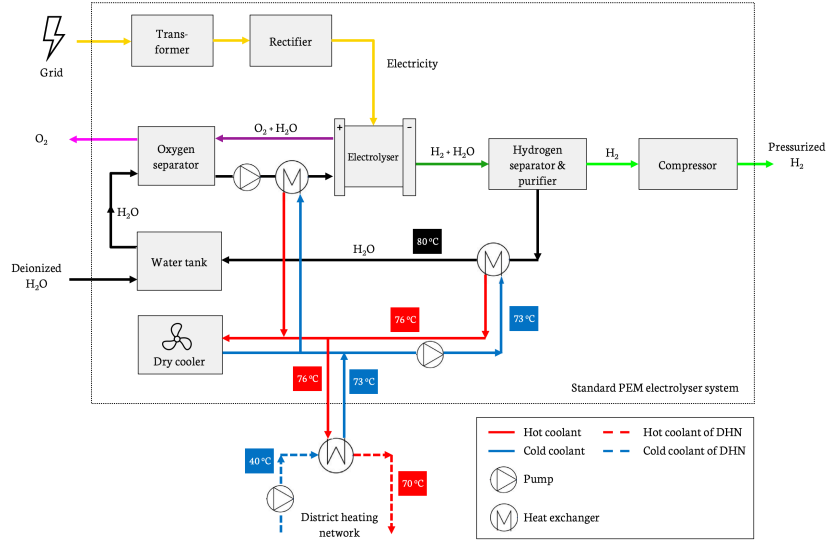 Trans-
former
Rectifier
Grid
Electricity
O₂
Oxygen
separator
O₂ + H₂O
+
−
Electrolyser
H₂ + H₂O
Hydrogen
separator &
purifier
H₂
Compressor
Pressurized
H₂
M
H₂O
Water tank
H₂O
80 °C
M
Deionized
H₂O
76 °C
73 °C
Dry cooler
76 °C
73 °C
Standard PEM electrolyser system
40 °C
M
70 °C
District heating
network
Hot coolant
Hot coolant of DHN
Cold coolant
Cold coolant of DHN
Pump
M
Heat exchanger